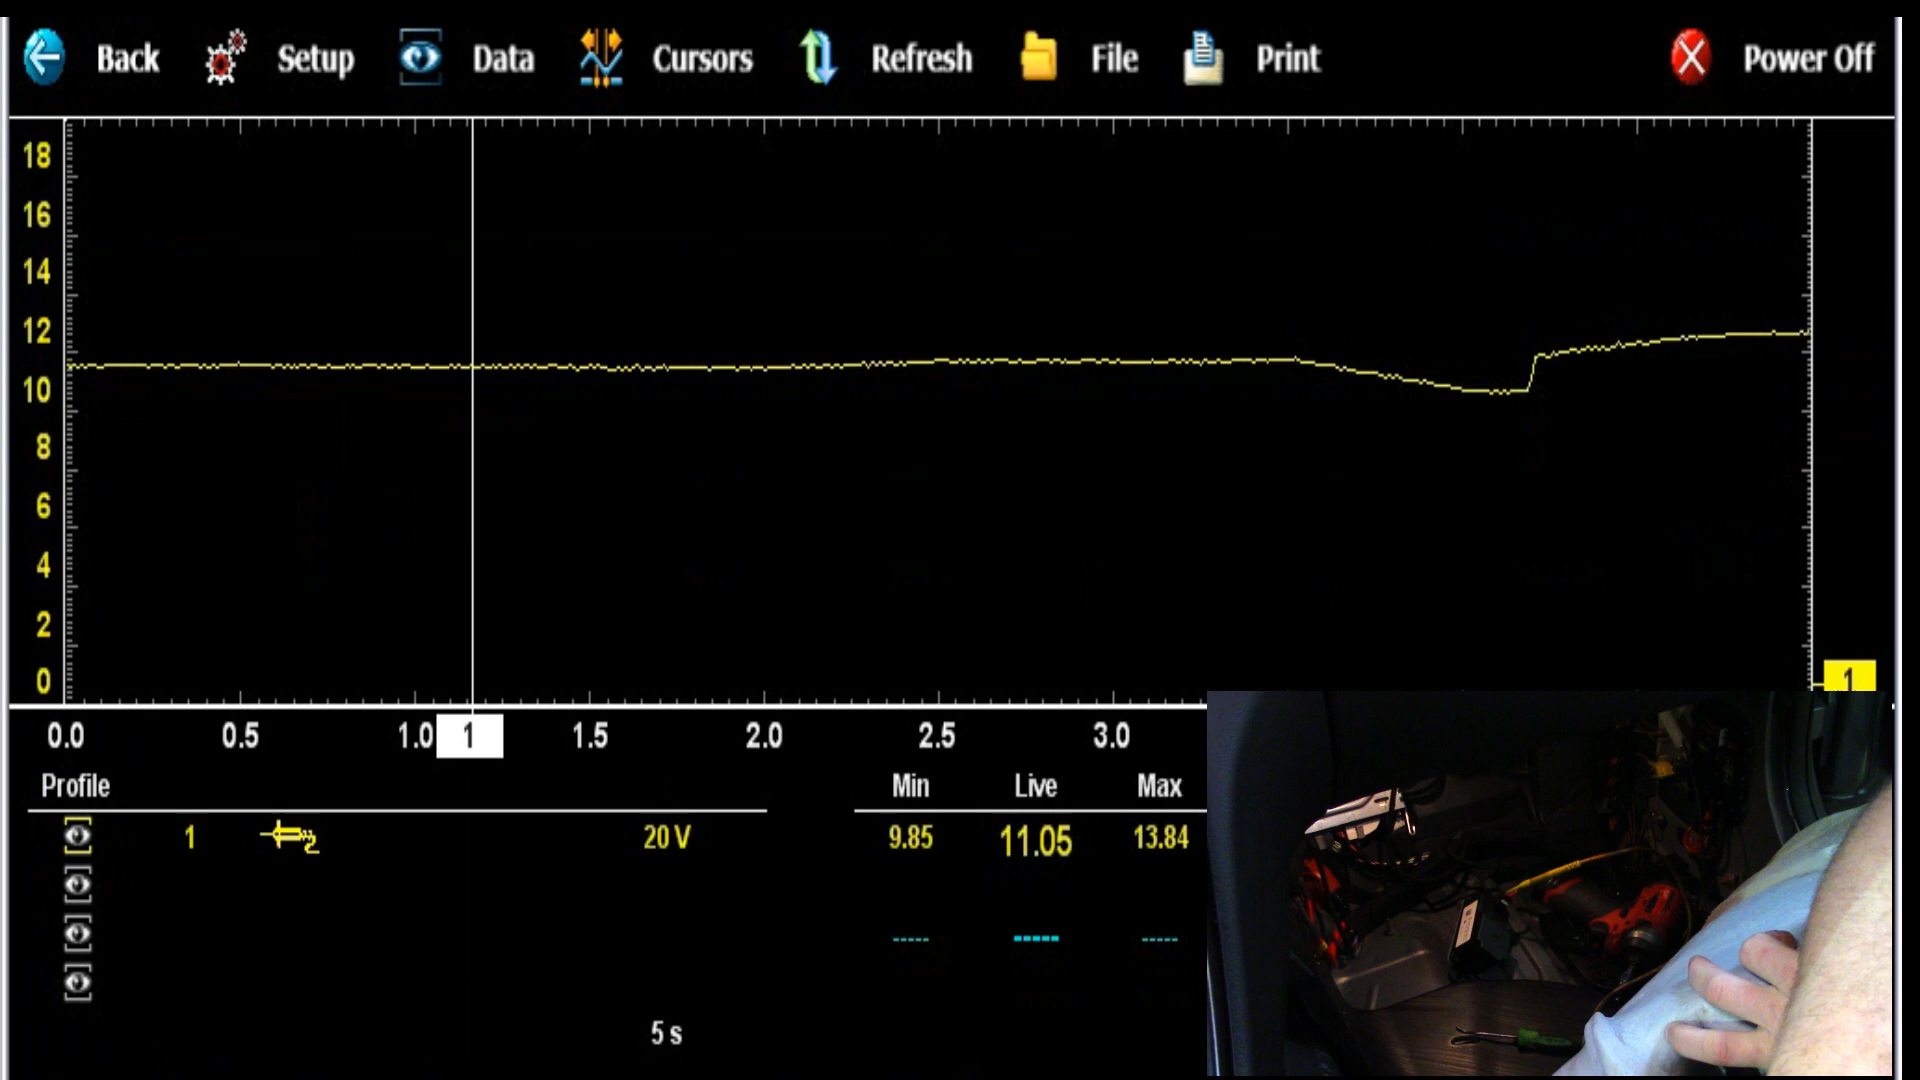 Back Setup Data Cursors Refresh File Print Power Off
18
16
14
12
10
8
6
4
2
0
1
0.0 0.5 1.0 1 1.5 2.0 2.5 3.0
Profile Min Live Max
1 20 V 9.85 11.05 13.84
----- ----- -----
5 s